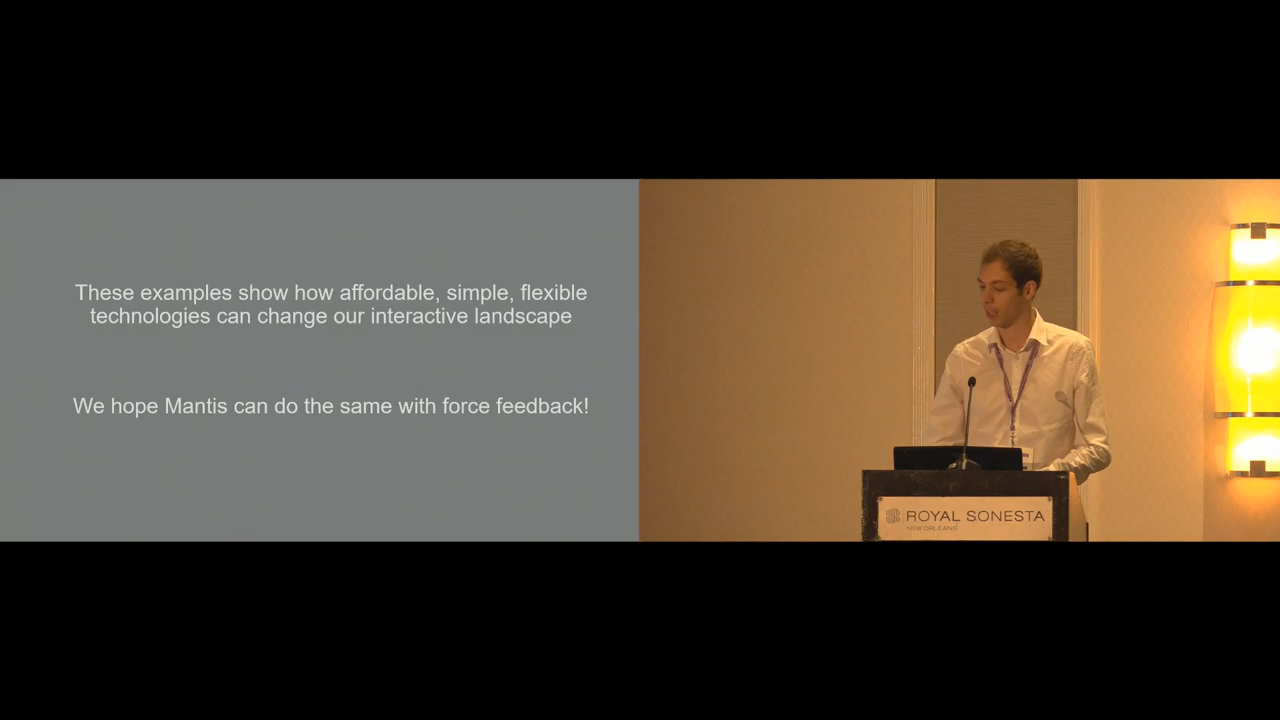 These examples show how affordable, simple, flexible
technologies can change our interactive landscape
We hope Mantis can do the same with force feedback!
ROYAL SONESTA
NEW ORLEANS